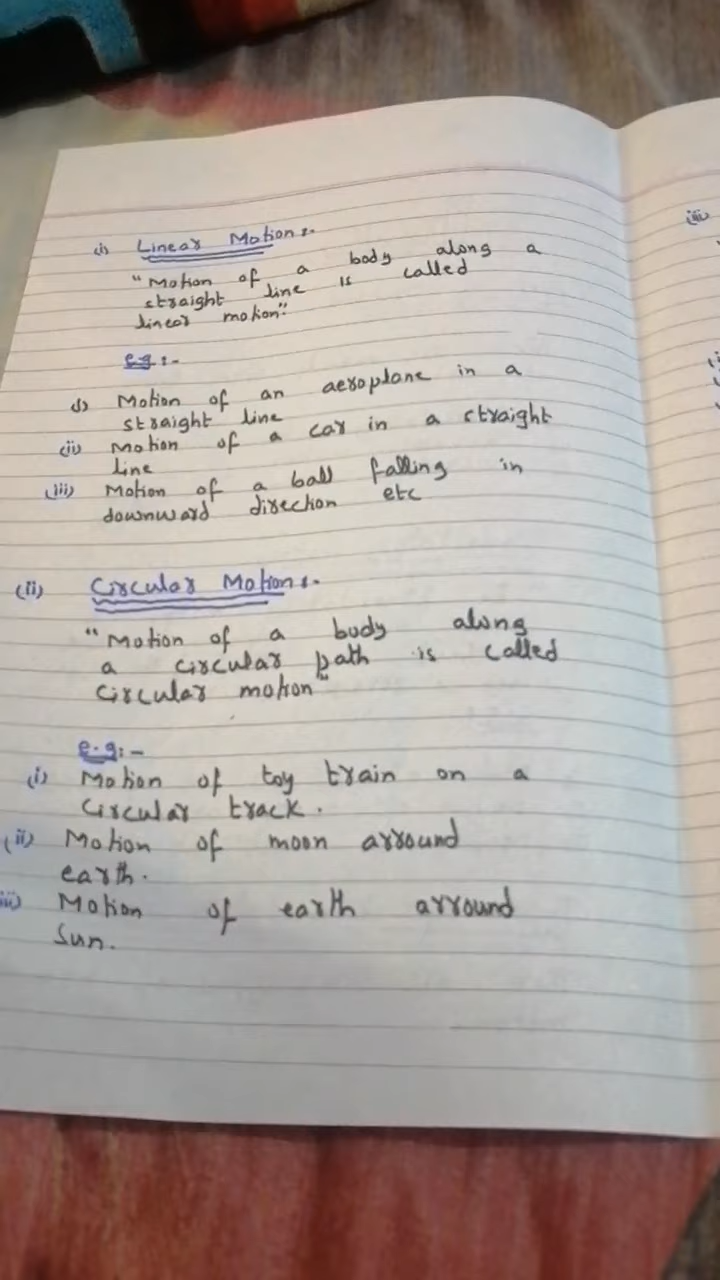 (i) Linear Motion :-
"Motion of a body along a
straight line is called
linear motion".
e.g :-
(i) Motion of an aeroplane in a
straight line
(ii) Motion of a car in a straight
line
(iii) Motion of a ball falling in
downward direction etc
(ii) Circular Motion :-
"Motion of a body along
a circular path is called
circular motion"
e.g:-
(i) Motion of toy train on a
circular track.
(ii) Motion of moon arround
earth.
iii) Motion of earth arround
Sun.
(iii)